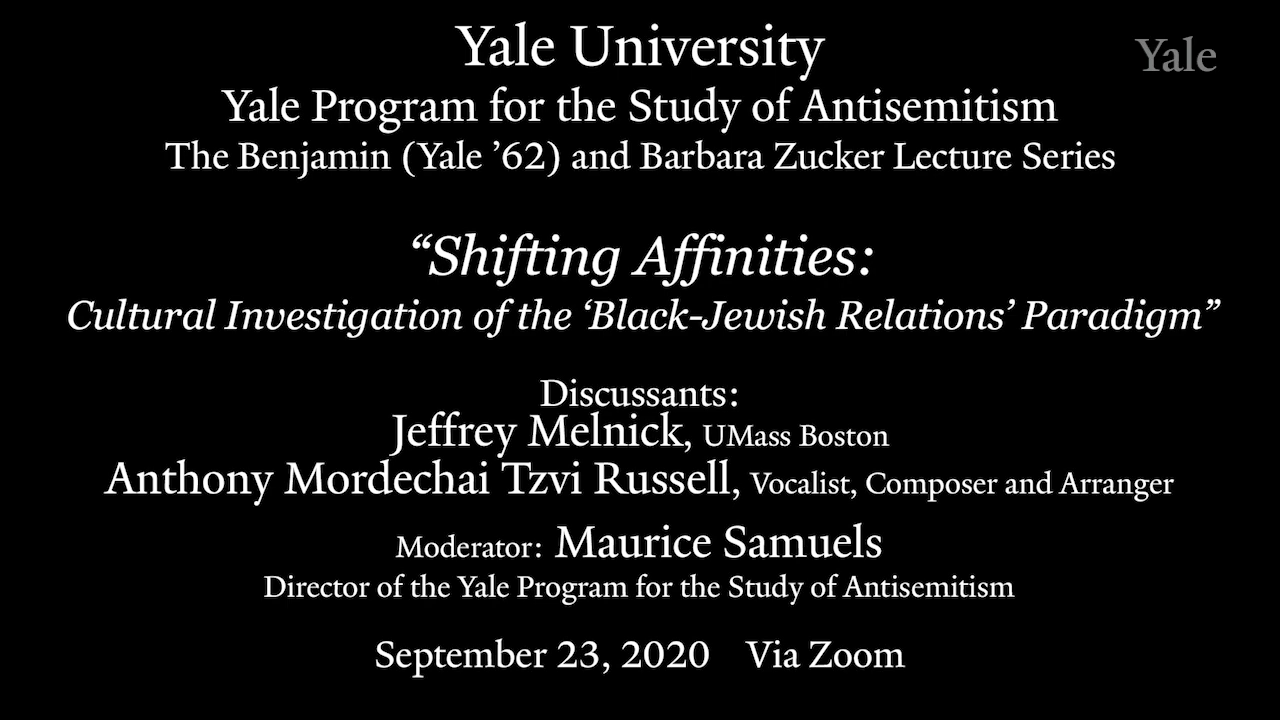 Yale University
Yale
Yale Program for the Study of Antisemitism
The Benjamin (Yale ’62) and Barbara Zucker Lecture Series
“Shifting Affinities:
Cultural Investigation of the ‘Black-Jewish Relations’ Paradigm”
Discussants:
Jeffrey Melnick, UMass Boston
Anthony Mordechai Tzvi Russell, Vocalist, Composer and Arranger
Moderator: Maurice Samuels
Director of the Yale Program for the Study of Antisemitism
September 23, 2020 Via Zoom